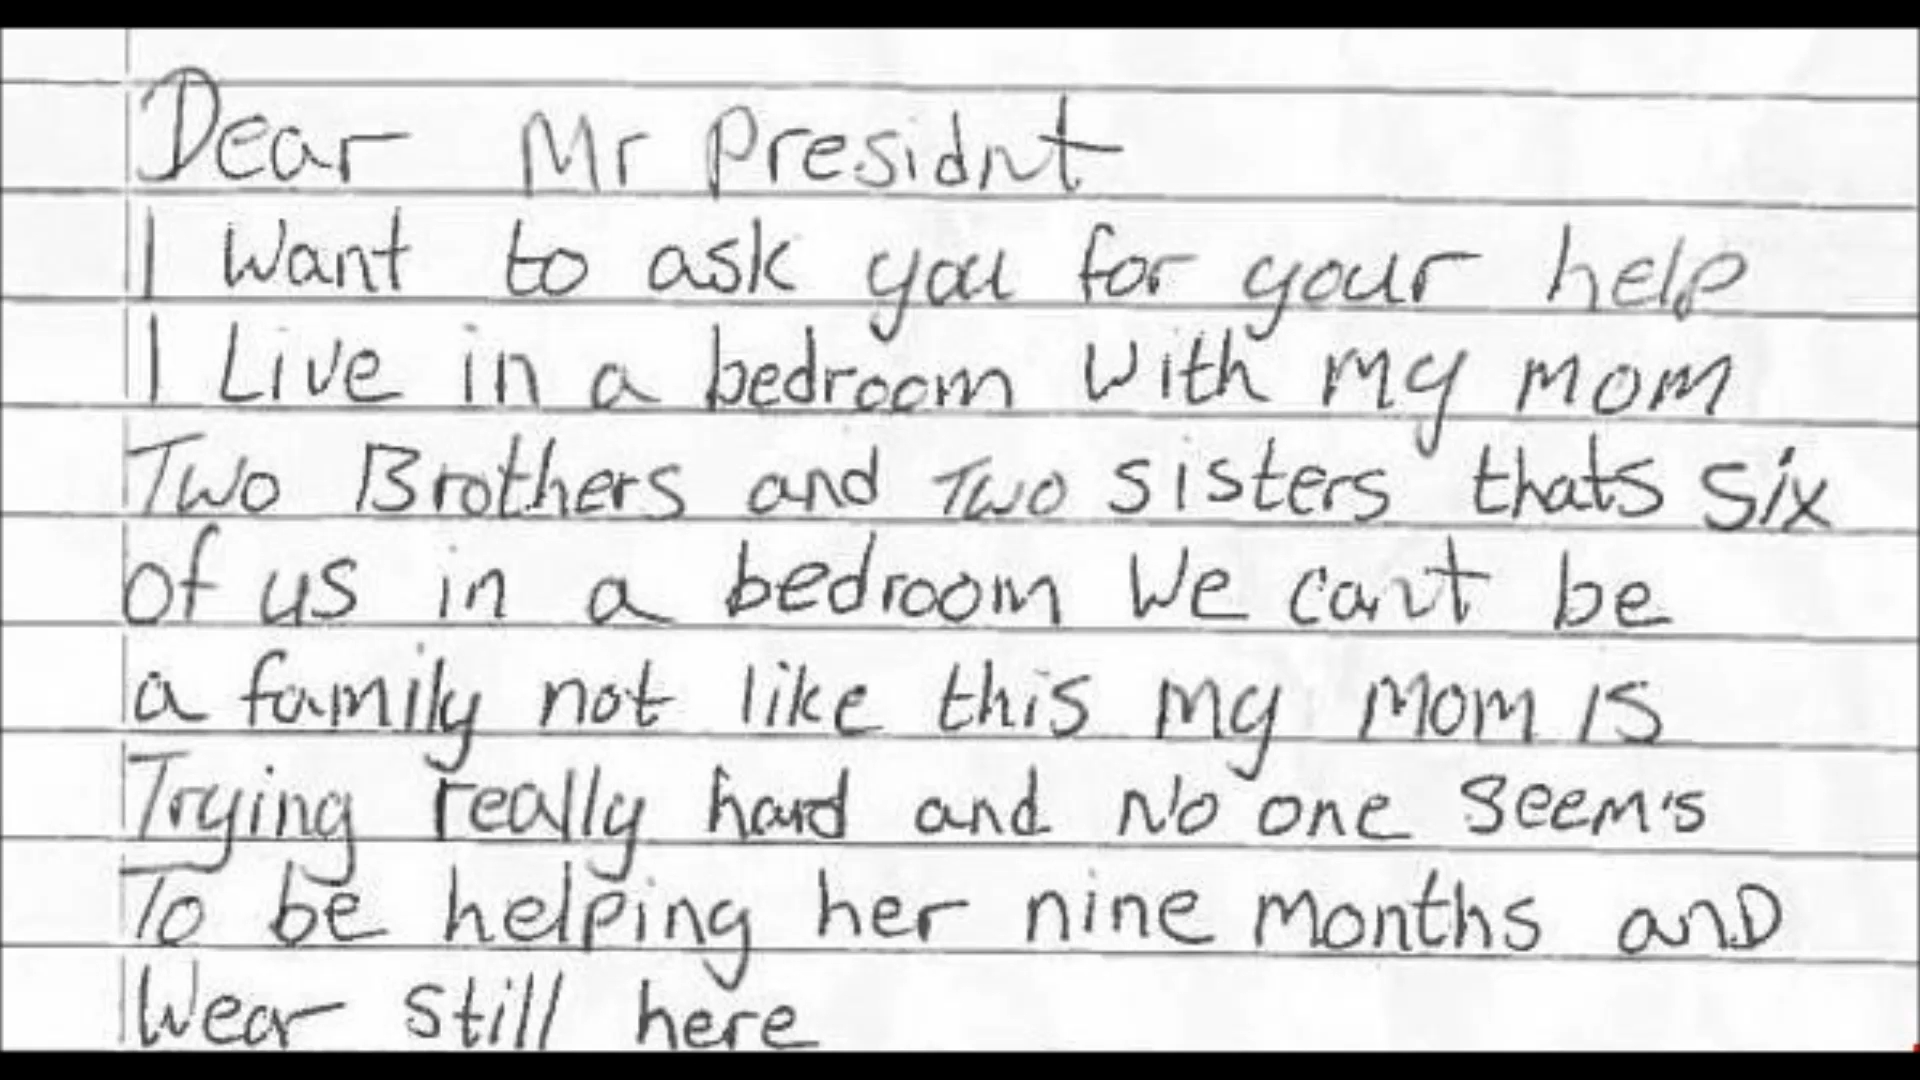 Dear Mr Presidnt
I Want to ask you for your help
I Live in a bedroom With my mom
Two Brothers and Two sisters thats six
of us in a bedroom We can't be
a family not like this my mom is
Trying really hard and No one seem's
To be helping her nine months anD
Wear still here